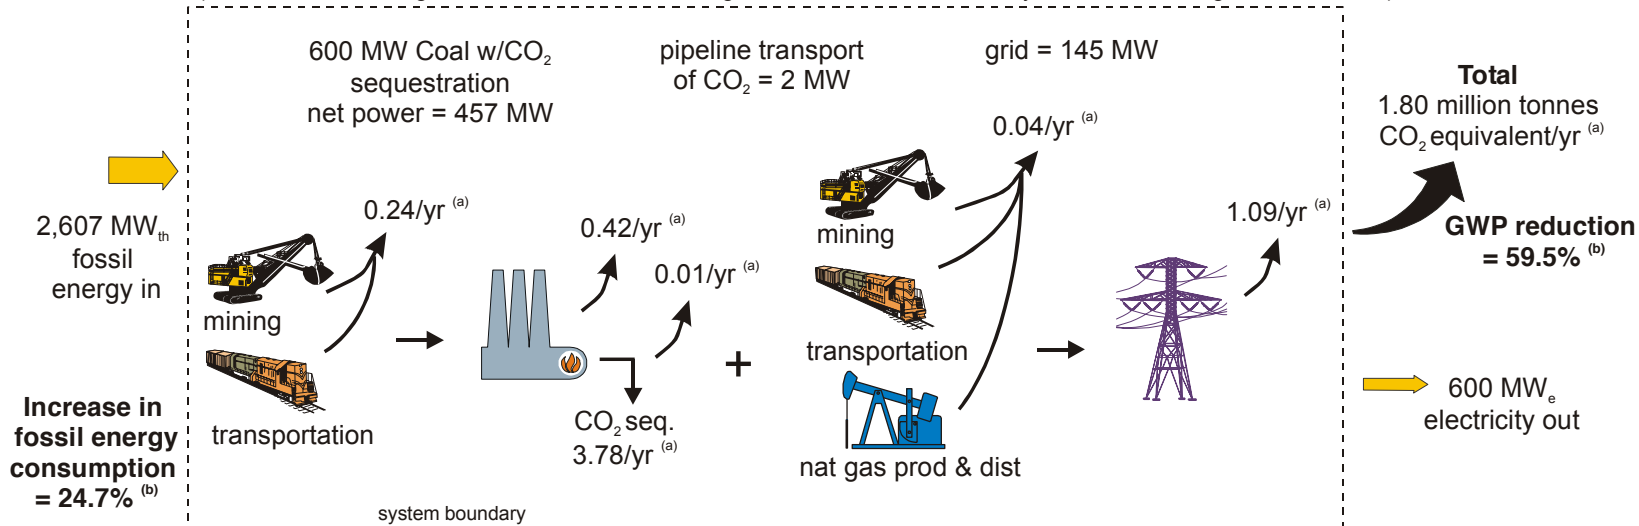 600 MW Coal w/CO₂
sequestration
net power = 457 MW
pipeline transport
of CO₂ = 2 MW
grid = 145 MW
Total
1.80 million tonnes
CO₂ equivalent/yr (a)
GWP reduction
= 59.5% (b)
2,607 MWth
fossil
energy in
Increase in
fossil energy
consumption
= 24.7% (b)
0.24/yr (a)
mining
transportation
0.42/yr (a)
0.01/yr (a)
CO₂ seq.
3.78/yr (a)
+
0.04/yr (a)
mining
transportation
nat gas prod & dist
1.09/yr (a)
600 MWe
electricity out
system boundary